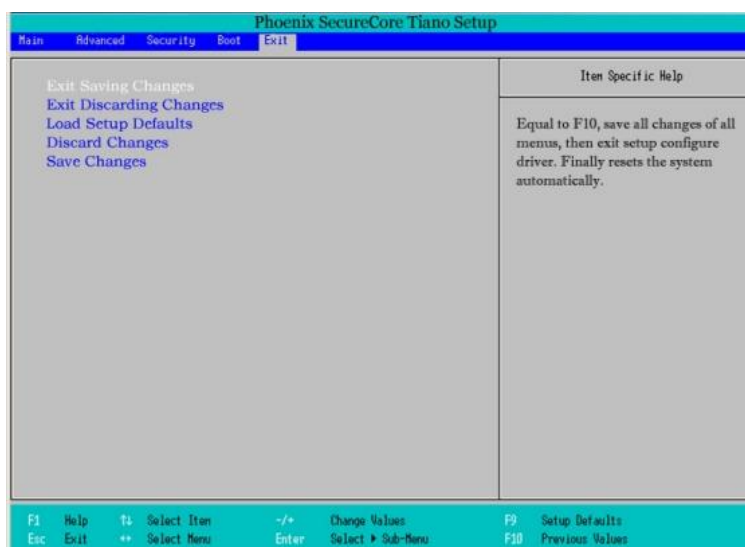 Phoenix SecureCore Tiano Setup
Main Advanced Security Boot Exit
Exit Saving Changes
Exit Discarding Changes
Load Setup Defaults
Discard Changes
Save Changes
Item Specific Help
Equal to F10, save all changes of all
menus, then exit setup configure
driver. Finally resets the system
automatically.
F1 Help ↑↓ Select Item -/+ Change Values F9 Setup Defaults
Esc Exit ↔ Select Menu Enter Select ▶ Sub-Menu F10 Previous Values